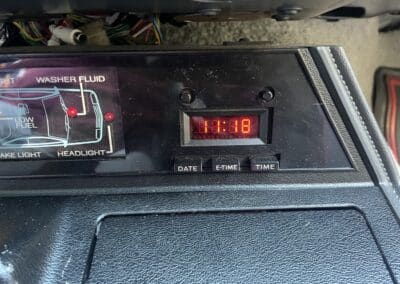 WASHER FLUID
LOW
FUEL
HEADLIGHT
11:18
DATE
E-TIME
TIME